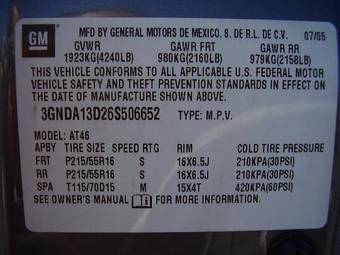 GM
MFD BY GENERAL MOTORS DE MEXICO. S. DE R.L. DE C.V. 07/05
GVWR GAWR FRT GAWR RR
1923KG(4240LB) 980KG(2160LB) 979KG(2158LB)
THIS VEHICLE CONFORMS TO ALL APPLICABLE U.S. FEDERAL MOTOR
VEHICLE SAFETY AND THEFT PREVENTION STANDARDS IN EFFECT ON
THE DATE OF MANUFACTURE SHOWN ABOVE.
3GNDA13D26S506652 TYPE: M.P.V.
MODEL: AT46
APBY TIRE SIZE SPEED RTG RIM COLD TIRE PRESSURE
FRT P215/55R16 S 16X6.5J 210KPA(30PSI)
RR P215/55R16 S 16X6.5J 210KPA(30PSI)
SPA T115/70D15 M 15X4T 420KPA(60PSI)
SEE OWNER'S MANUAL FOR MORE INFORMATION.